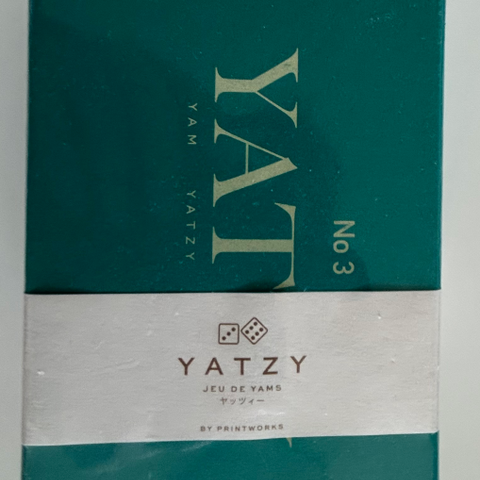 No 3
YAT
YAM YATZY
YATZY
JEU DE YAMS
ヤッツィー
BY PRINTWORKS